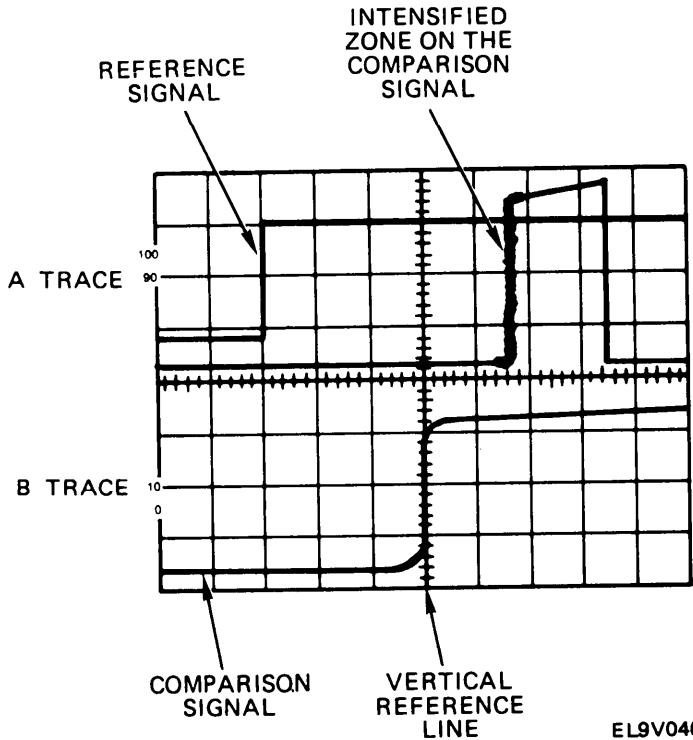 INTENSIFIED
ZONE ON THE
COMPARISON
SIGNAL
REFERENCE
SIGNAL
A TRACE
100
90
B TRACE
10
0
COMPARISON
SIGNAL
VERTICAL
REFERENCE
LINE